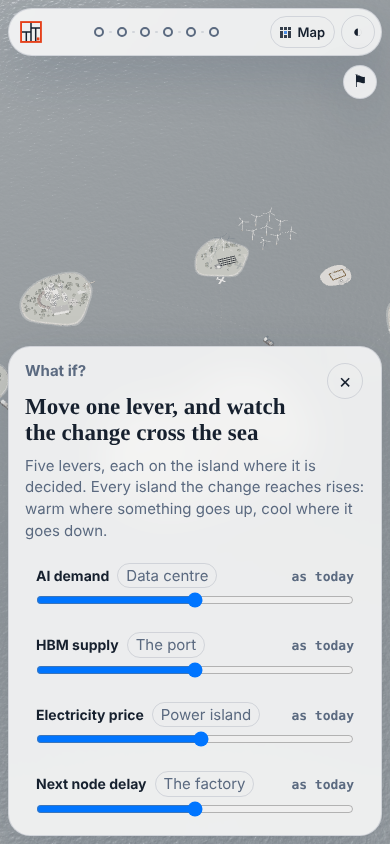 Map
What if?
Move one lever, and watch
the change cross the sea
Five levers, each on the island where it is
decided. Every island the change reaches rises:
warm where something goes up, cool where it
goes down.
AI demand Data centre as today
HBM supply The port as today
Electricity price Power island as today
Next node delay The factory as today